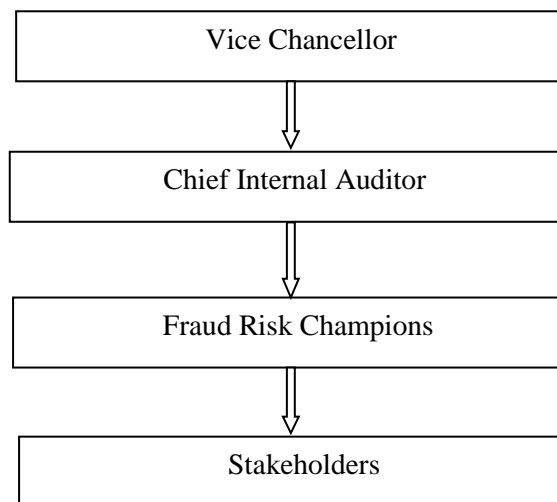 Vice Chancellor
Chief Internal Auditor
Fraud Risk Champions
Stakeholders